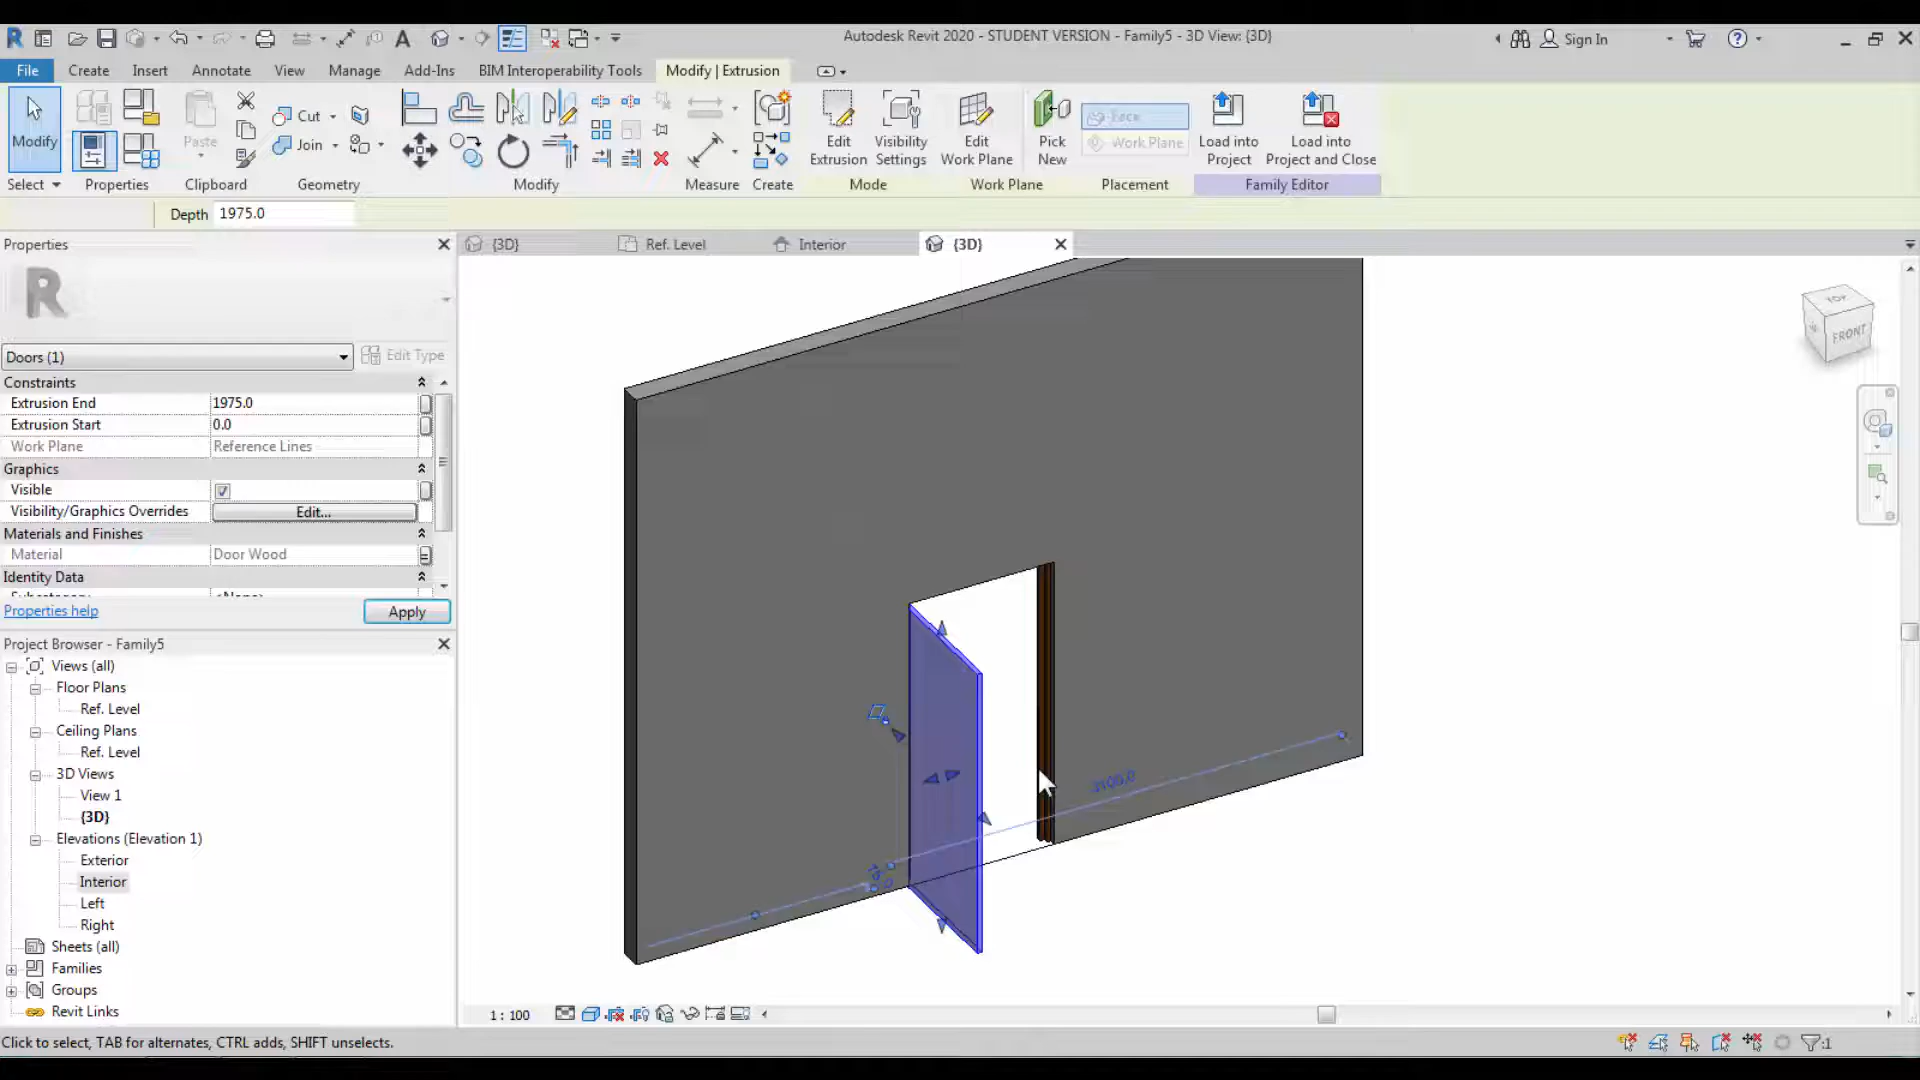 Autodesk Revit 2020 - STUDENT VERSION - Family5 - 3D View: {3D}
Sign In
File
Create
Insert
Annotate
View
Manage
Add-Ins
BIM Interoperability Tools
Modify | Extrusion
Modify
Paste
Cut
Join
Edit Extrusion
Visibility Settings
Edit Work Plane
Pick New
Face
Work Plane
Load into Project
Load into Project and Close
Select
Properties
Clipboard
Geometry
Modify
Measure
Create
Mode
Work Plane
Placement
Family Editor
Depth
1975.0
Properties
{3D}
Ref. Level
Interior
{3D}
TOP
FRONT
R
Doors (1)
Edit Type
Constraints
Extrusion End 1975.0
Extrusion Start 0.0
Work Plane Reference Lines
Graphics
Visible
Visibility/Graphics Overrides Edit...
Materials and Finishes
Material Door Wood
Identity Data
Properties help
Apply
3100.0
Project Browser - Family5
Views (all)
Floor Plans
Ref. Level
Ceiling Plans
Ref. Level
3D Views
View 1
{3D}
Elevations (Elevation 1)
Exterior
Interior
Left
Right
Sheets (all)
Families
Groups
Revit Links
1 : 100
Click to select, TAB for alternates, CTRL adds, SHIFT unselects.
:1